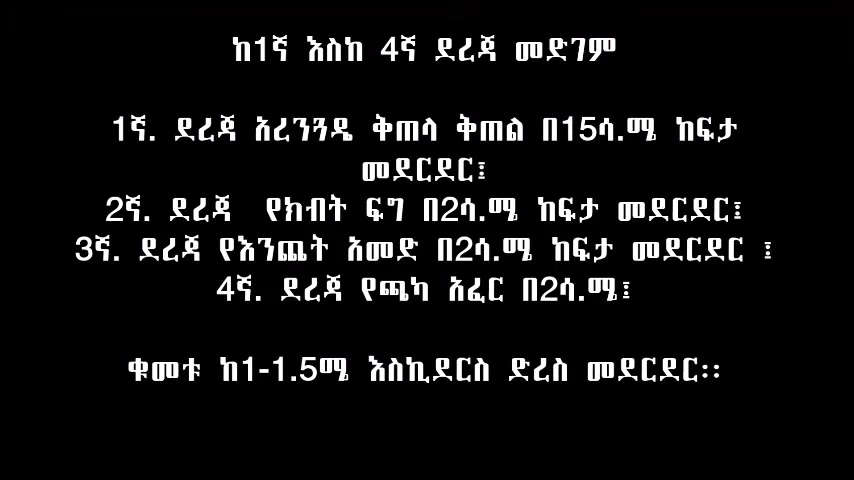 ከ1ኛ እስከ 4ኛ ደረጃ መድገም
1ኛ. ደረጃ አረንጓዴ ቅጠላ ቅጠል በ15ሳ.ሜ ከፍታ
መደርደር፤
2ኛ. ደረጃ የክብት ፍግ በ2ሳ.ሜ ከፍታ መደርደር፤
3ኛ. ደረጃ የእንጨት አመድ በ2ሳ.ሜ ከፍታ መደርደር ፤
4ኛ. ደረጃ የጫካ አፈር በ2ሳ.ሜ፤
ቁመቱ ከ1-1.5ሜ እስኪደርስ ድረስ መደርደር፡፡